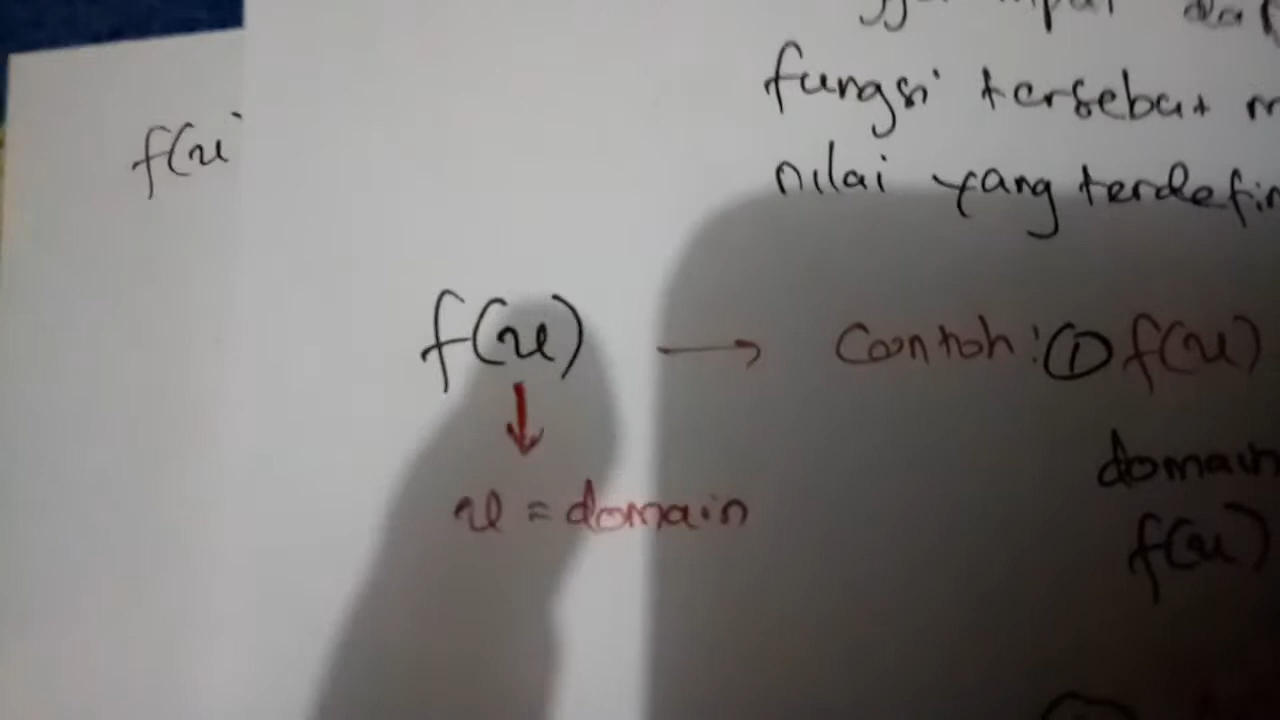 fungsi tersebut
nilai yang
f(x
f(x) → Contoh: ① f(x)
↓
x = domain
domain
f(x)